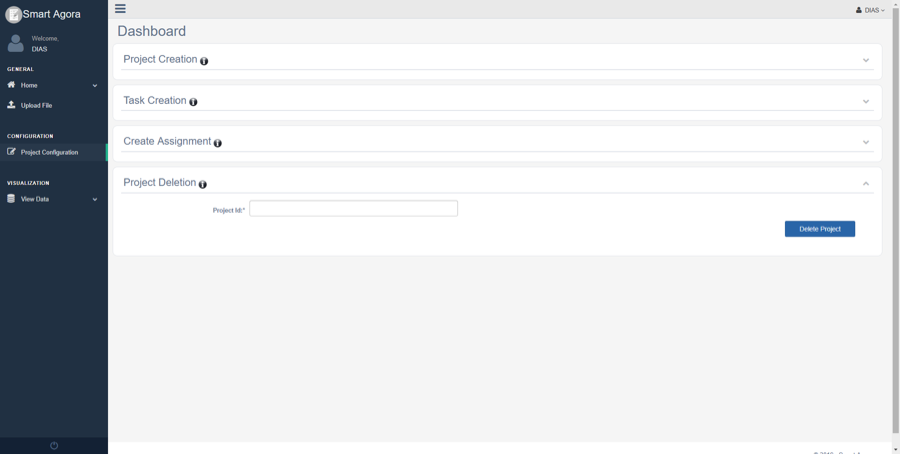 Smart Agora
Welcome,
DIAS
GENERAL
Home
Upload File
CONFIGURATION
Project Configuration
VISUALIZATION
View Data
DIAS
Dashboard
Project Creation
Task Creation
Create Assignment
Project Deletion
Project Id:*
Delete Project